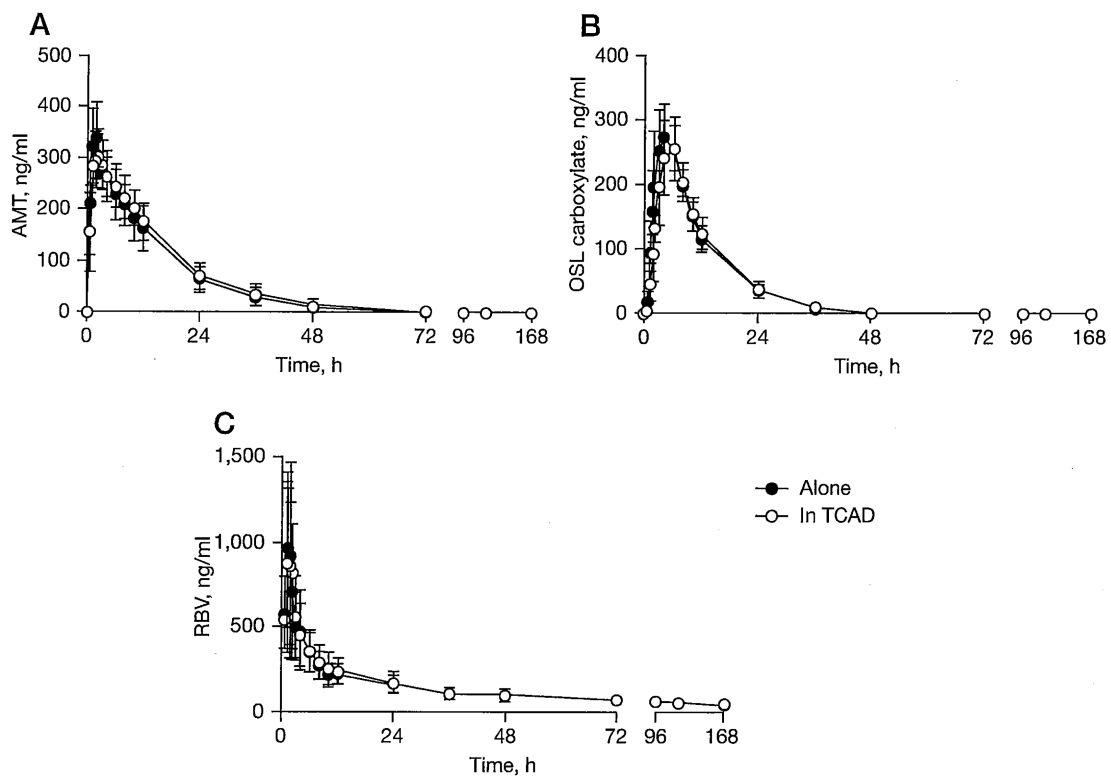 A
500
400
300
200
100
0
AMT, ng/ml
0 24 48 72 96 168
Time, h
B
400
300
200
100
0
OSL carboxylate, ng/ml
0 24 48 72 96 168
Time, h
C
1,500
1,000
500
0
RBV, ng/ml
0 24 48 72 96 168
Time, h
Alone
In TCAD